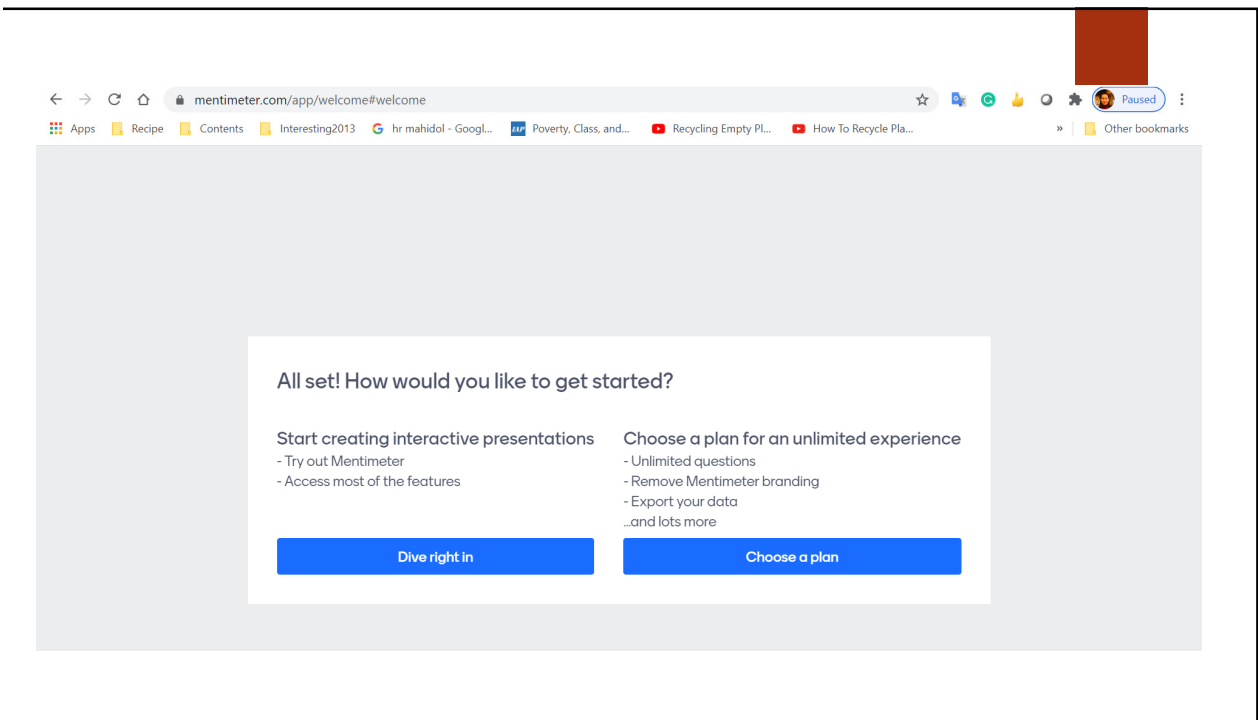 mentimeter.com/app/welcome#welcome
Paused
Apps Recipe Contents Interesting2013 hr mahidol - Googl... Poverty, Class, and... Recycling Empty Pl... How To Recycle Pla... » Other bookmarks
All set! How would you like to get started?
Start creating interactive presentations
- Try out Mentimeter
- Access most of the features
Dive right in
Choose a plan for an unlimited experience
- Unlimited questions
- Remove Mentimeter branding
- Export your data
...and lots more
Choose a plan